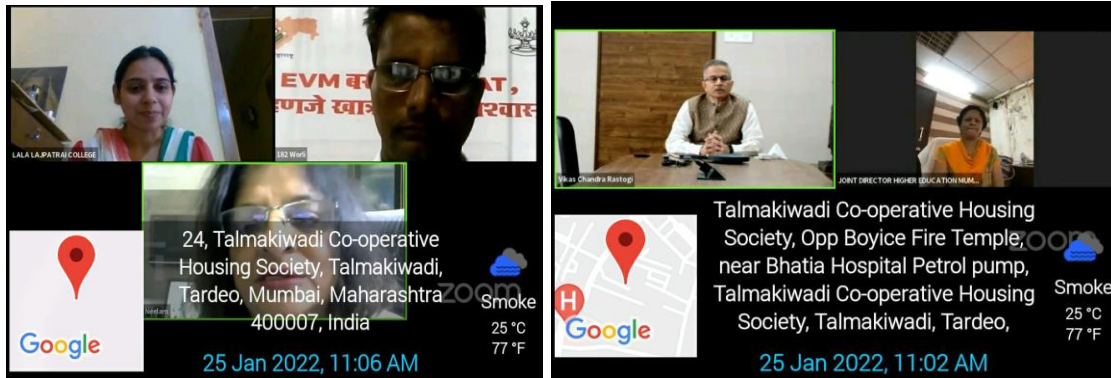 EVM
LALA LAJPATRAI COLLEGE
182 Worli
Neelam
24, Talmakiwadi Co-operative
Housing Society, Talmakiwadi,
Tardeo, Mumbai, Maharashtra
400007, India
zoom
Google
Smoke
25 °C
77 °F
25 Jan 2022, 11:06 AM
Vikas Chandra Rastogi
JOINT DIRECTOR HIGHER EDUCATION MUM...
Talmakiwadi Co-operative Housing
Society, Opp Boyice Fire Temple,
near Bhatia Hospital Petrol pump,
Talmakiwadi Co-operative Housing
Society, Talmakiwadi, Tardeo,
zoom
H
Google
Smoke
25 °C
77 °F
25 Jan 2022, 11:02 AM